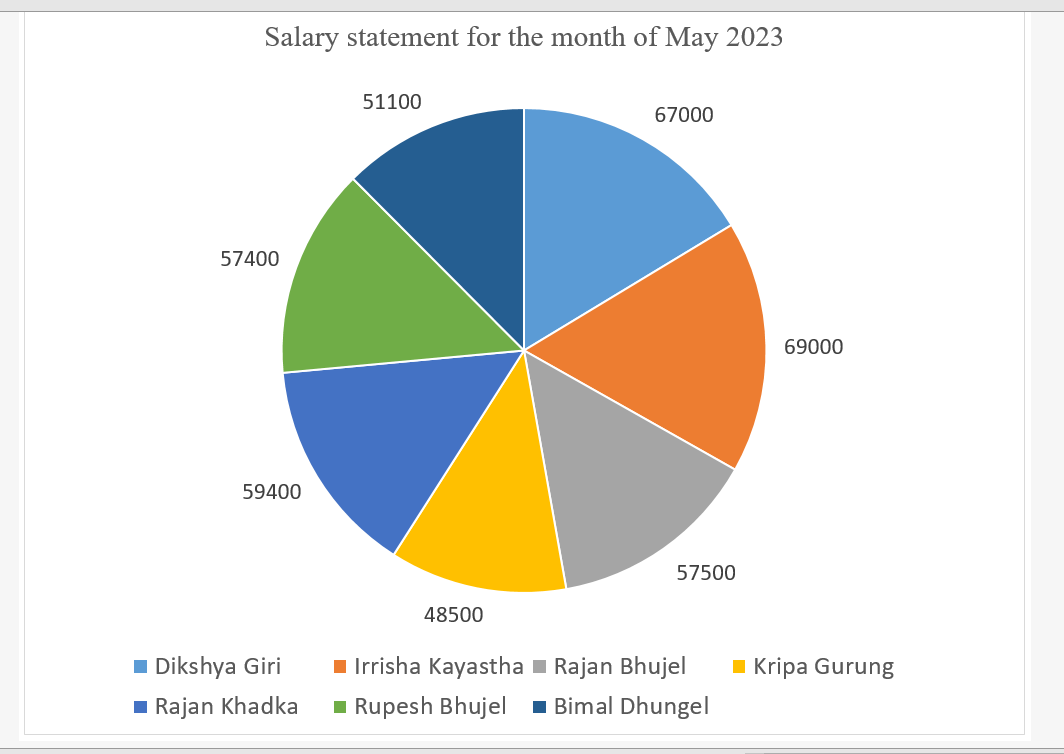 Salary statement for the month of May 2023
51100
67000
57400
69000
59400
57500
48500
Dikshya Giri Irrisha Kayastha Rajan Bhujel Kripa Gurung
Rajan Khadka Rupesh Bhujel Bimal Dhungel